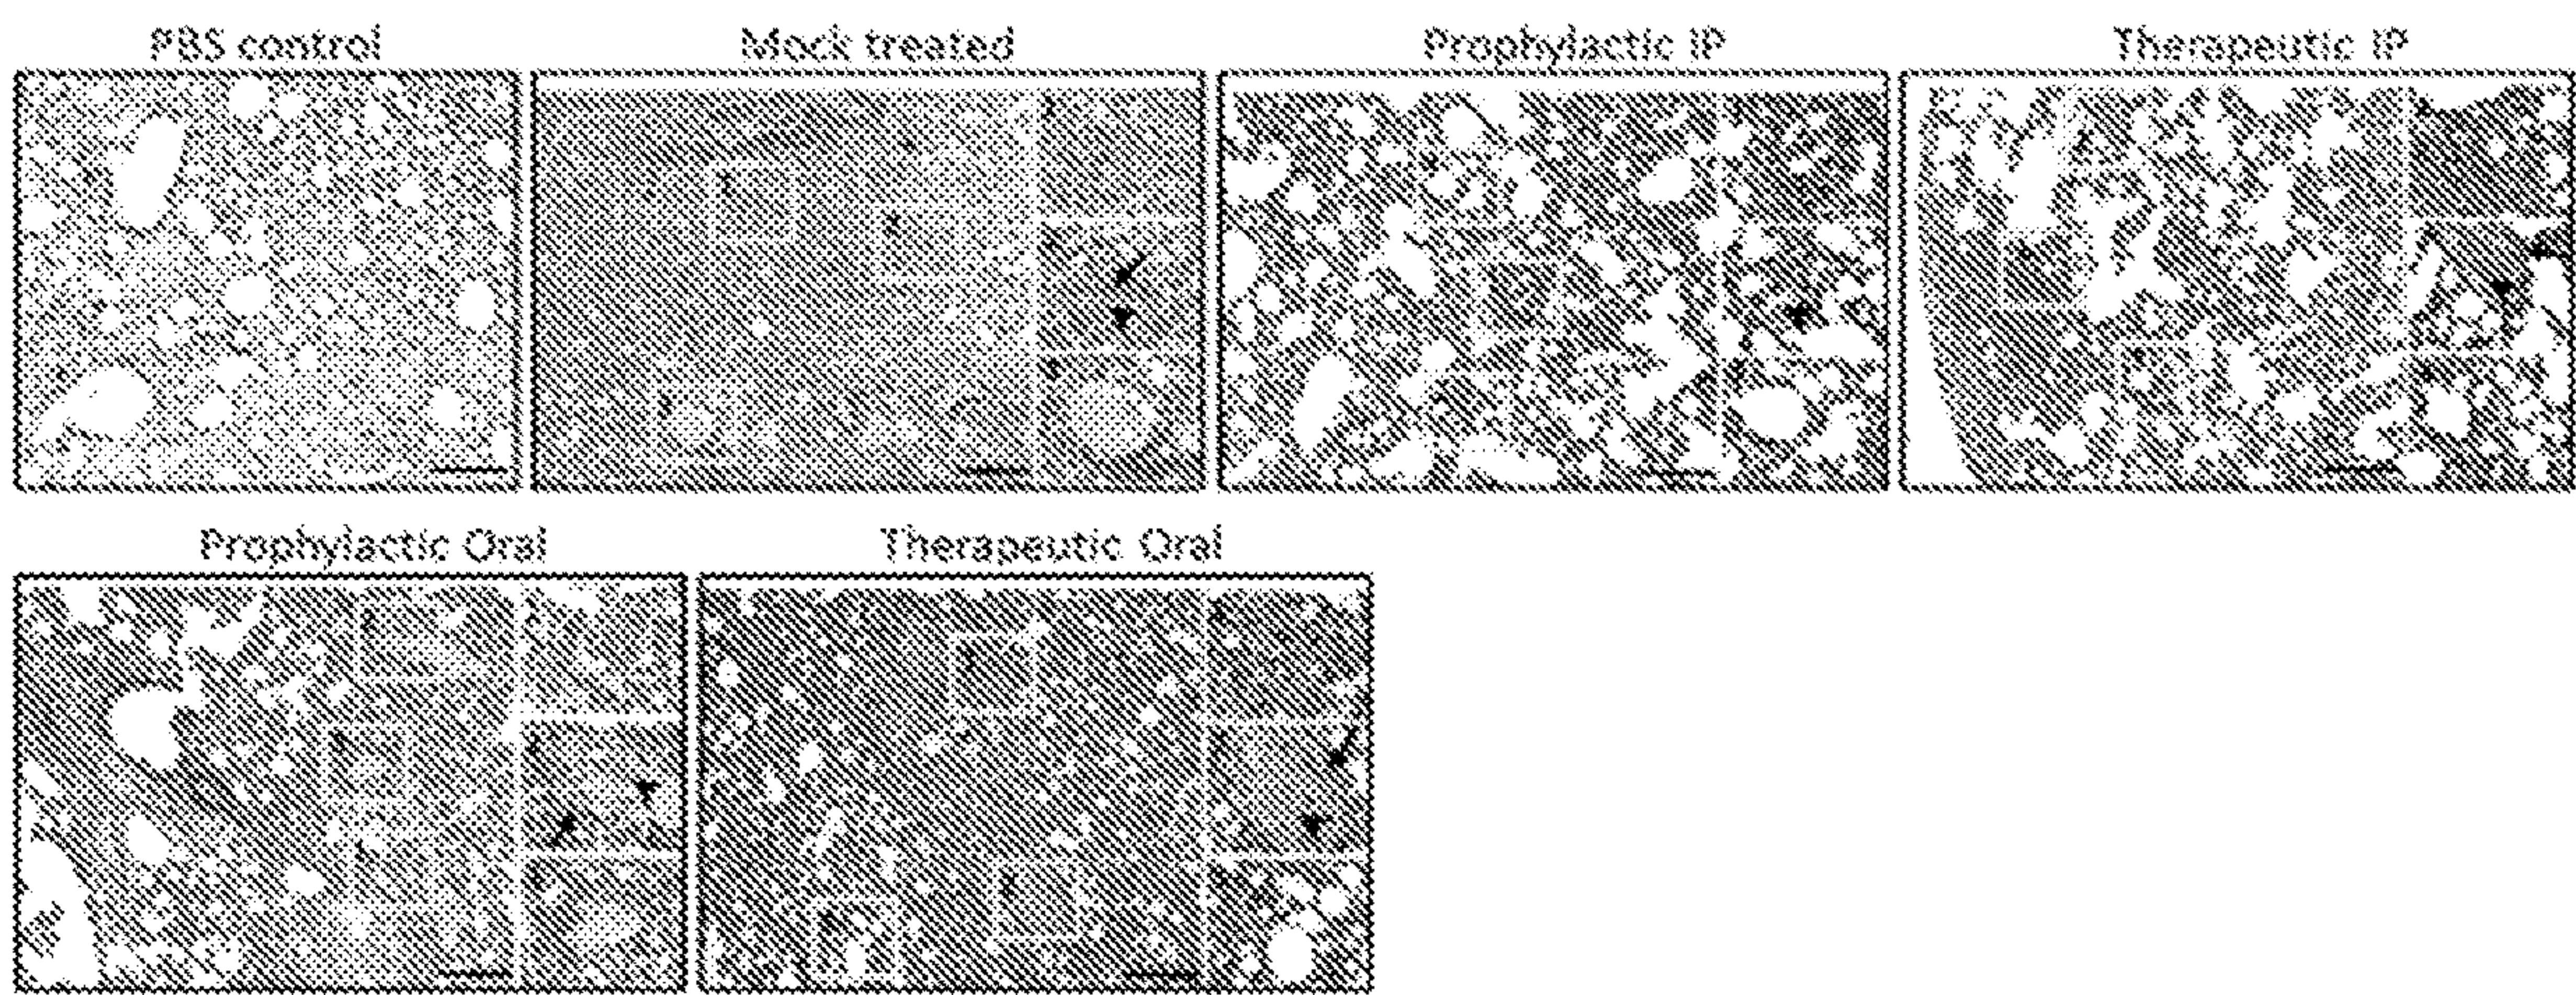 PBS control
Mock treated
Prophylactic IP
Therapeutic IP
Prophylactic Oral
Therapeutic Oral